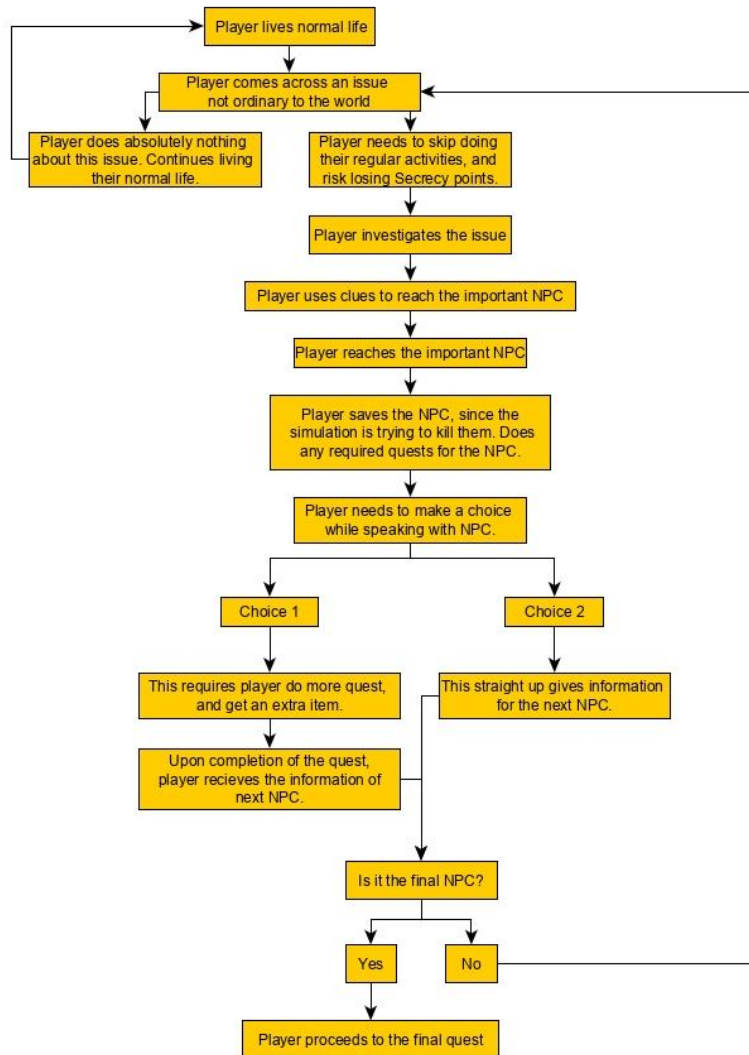 Player lives normal life
Player comes across an issue
not ordinary to the world
Player does absolutely nothing
about this issue. Continues living
their normal life.
Player needs to skip doing
their regular activities, and
risk losing Secrecy points.
Player investigates the issue
Player uses clues to reach the important NPC
Player reaches the important NPC
Player saves the NPC, since the
simulation is trying to kill them. Does
any required quests for the NPC.
Player needs to make a choice
while speaking with NPC.
Choice 1
Choice 2
This requires player do more quest,
and get an extra item.
This straight up gives information
for the next NPC.
Upon completion of the quest,
player recieves the information of
next NPC.
Is it the final NPC?
Yes
No
Player proceeds to the final quest